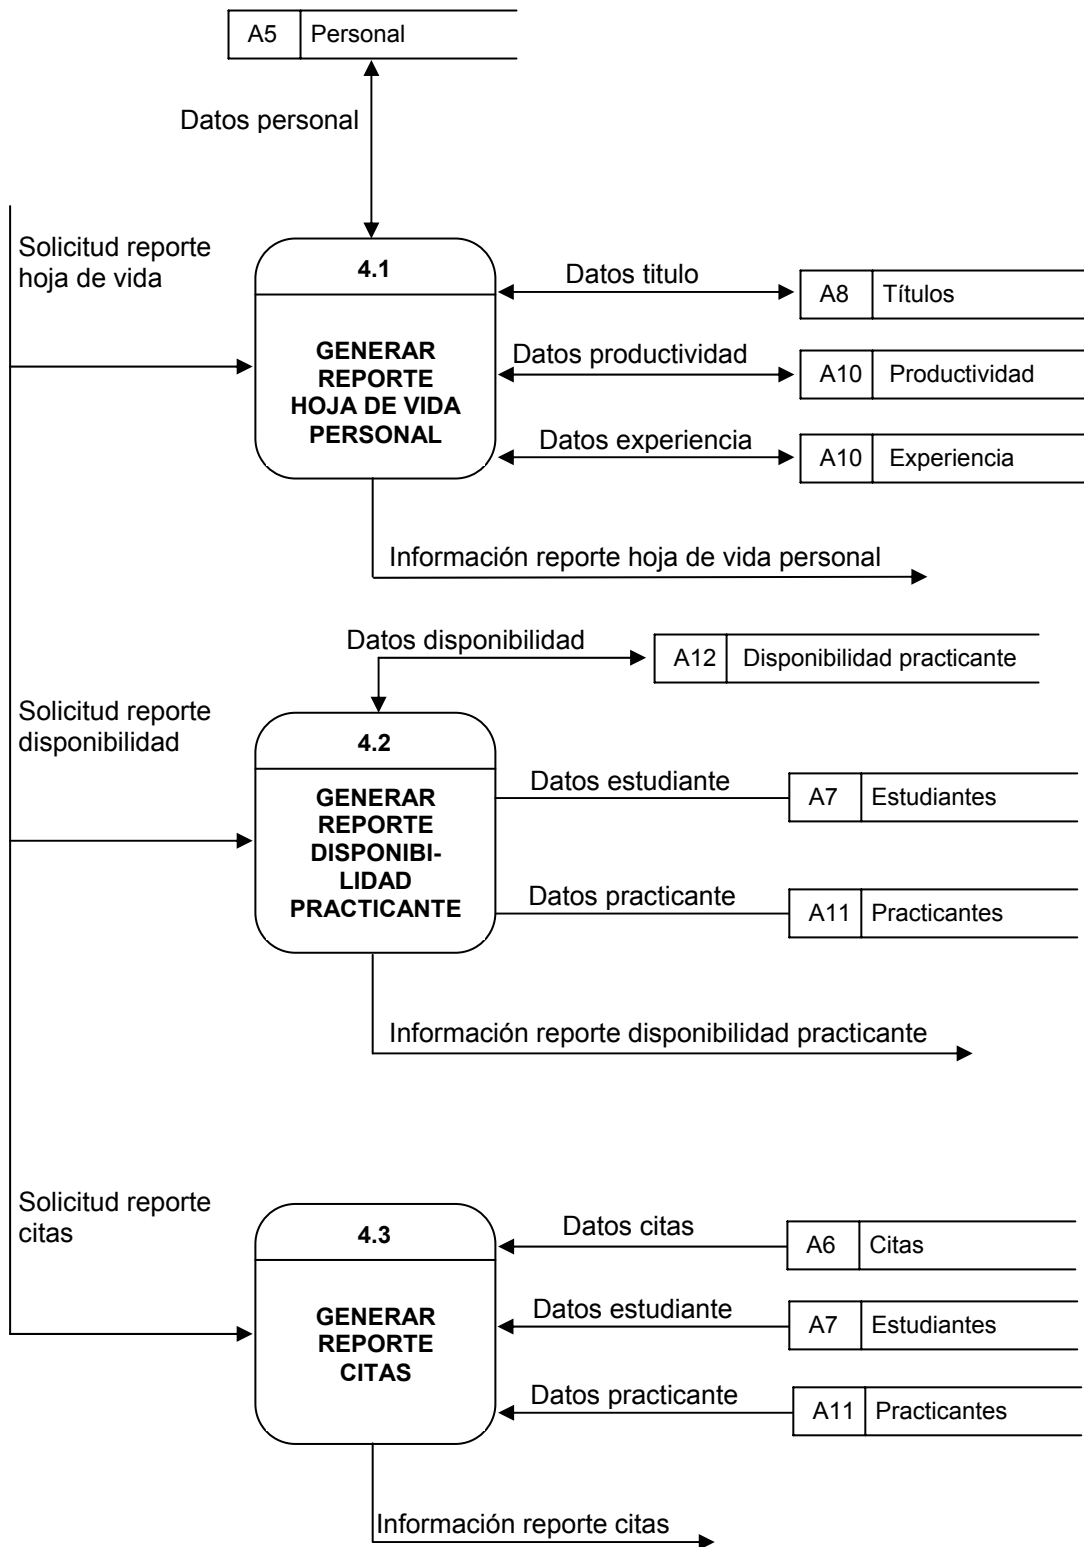 A5 Personal
Datos personal
Solicitud reporte
hoja de vida
4.1
GENERAR
REPORTE
HOJA DE VIDA
PERSONAL
Datos titulo
A8 Títulos
Datos productividad
A10 Productividad
Datos experiencia
A10 Experiencia
Información reporte hoja de vida personal
Datos disponibilidad
A12 Disponibilidad practicante
Solicitud reporte
disponibilidad
4.2
GENERAR
REPORTE
DISPONIBI-
LIDAD
PRACTICANTE
Datos estudiante
A7 Estudiantes
Datos practicante
A11 Practicantes
Información reporte disponibilidad practicante
Solicitud reporte
citas
4.3
GENERAR
REPORTE
CITAS
Datos citas
A6 Citas
Datos estudiante
A7 Estudiantes
Datos practicante
A11 Practicantes
Información reporte citas